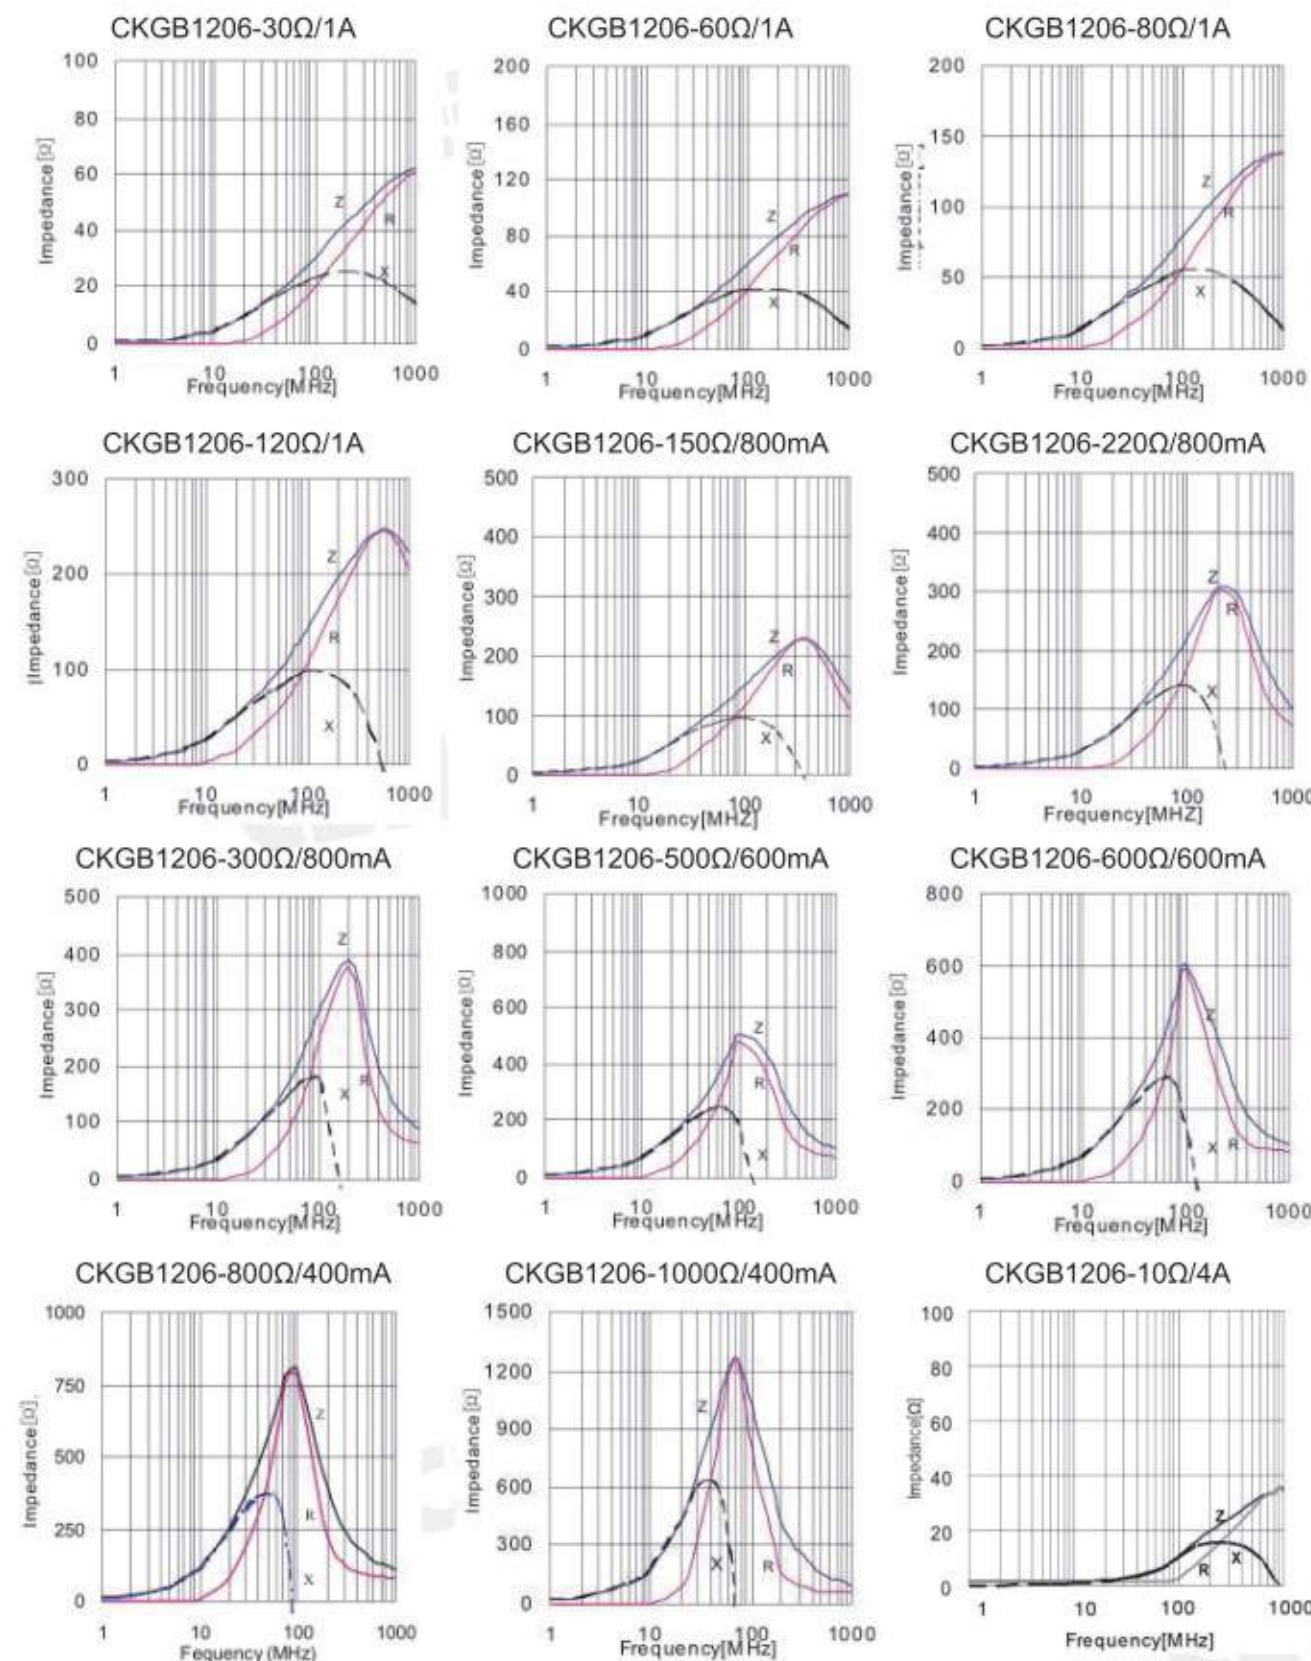 CKGB1206-30Ω/1A
100
80
60
40
20
0
Impedance[Ω]
Z
R
X
1 10 100 1000
Frequency[MHz]
CKGB1206-60Ω/1A
200
160
120
80
40
0
Impedance[Ω]
Z
R
X
1 10 100 1000
Frequency[MHz]
CKGB1206-80Ω/1A
200
150
100
50
0
Impedance[Ω]
Z
R
X
1 10 100 1000
Frequency[MHz]
CKGB1206-120Ω/1A
300
200
100
0
Impedance[Ω]
Z
R
X
1 10 100 1000
Frequency[MHz]
CKGB1206-150Ω/800mA
500
400
300
200
100
0
Impedance[Ω]
Z
R
X
1 10 100 1000
Frequency[MHZ]
CKGB1206-220Ω/800mA
500
400
300
200
100
0
Impedance[Ω]
Z
R
X
1 10 100 1000
Frequency[MHZ]
CKGB1206-300Ω/800mA
500
400
300
200
100
0
Impedance[Ω]
Z
R
X
1 10 100 1000
Frequency[MHz]
CKGB1206-500Ω/600mA
1000
800
600
400
200
0
Impedance[Ω]
Z
R
X
1 10 100 1000
Frequency[MHz]
CKGB1206-600Ω/600mA
800
600
400
200
0
Impedance[Ω]
Z
X R
1 10 100 1000
Frequency[MHz]
CKGB1206-800Ω/400mA
1000
750
500
250
0
Impedance[Ω].
Z
R
X
1 10 100 1000
Fequency (MHz)
CKGB1206-1000Ω/400mA
1500
1200
900
600
300
0
Impedance[Ω]
Z
X R
1 10 100 1000
Frequency[MHz]
CKGB1206-10Ω/4A
100
80
60
40
20
0
Impedance[Ω]
Z
X
R
1 10 100 1000
Frequency[MHz]